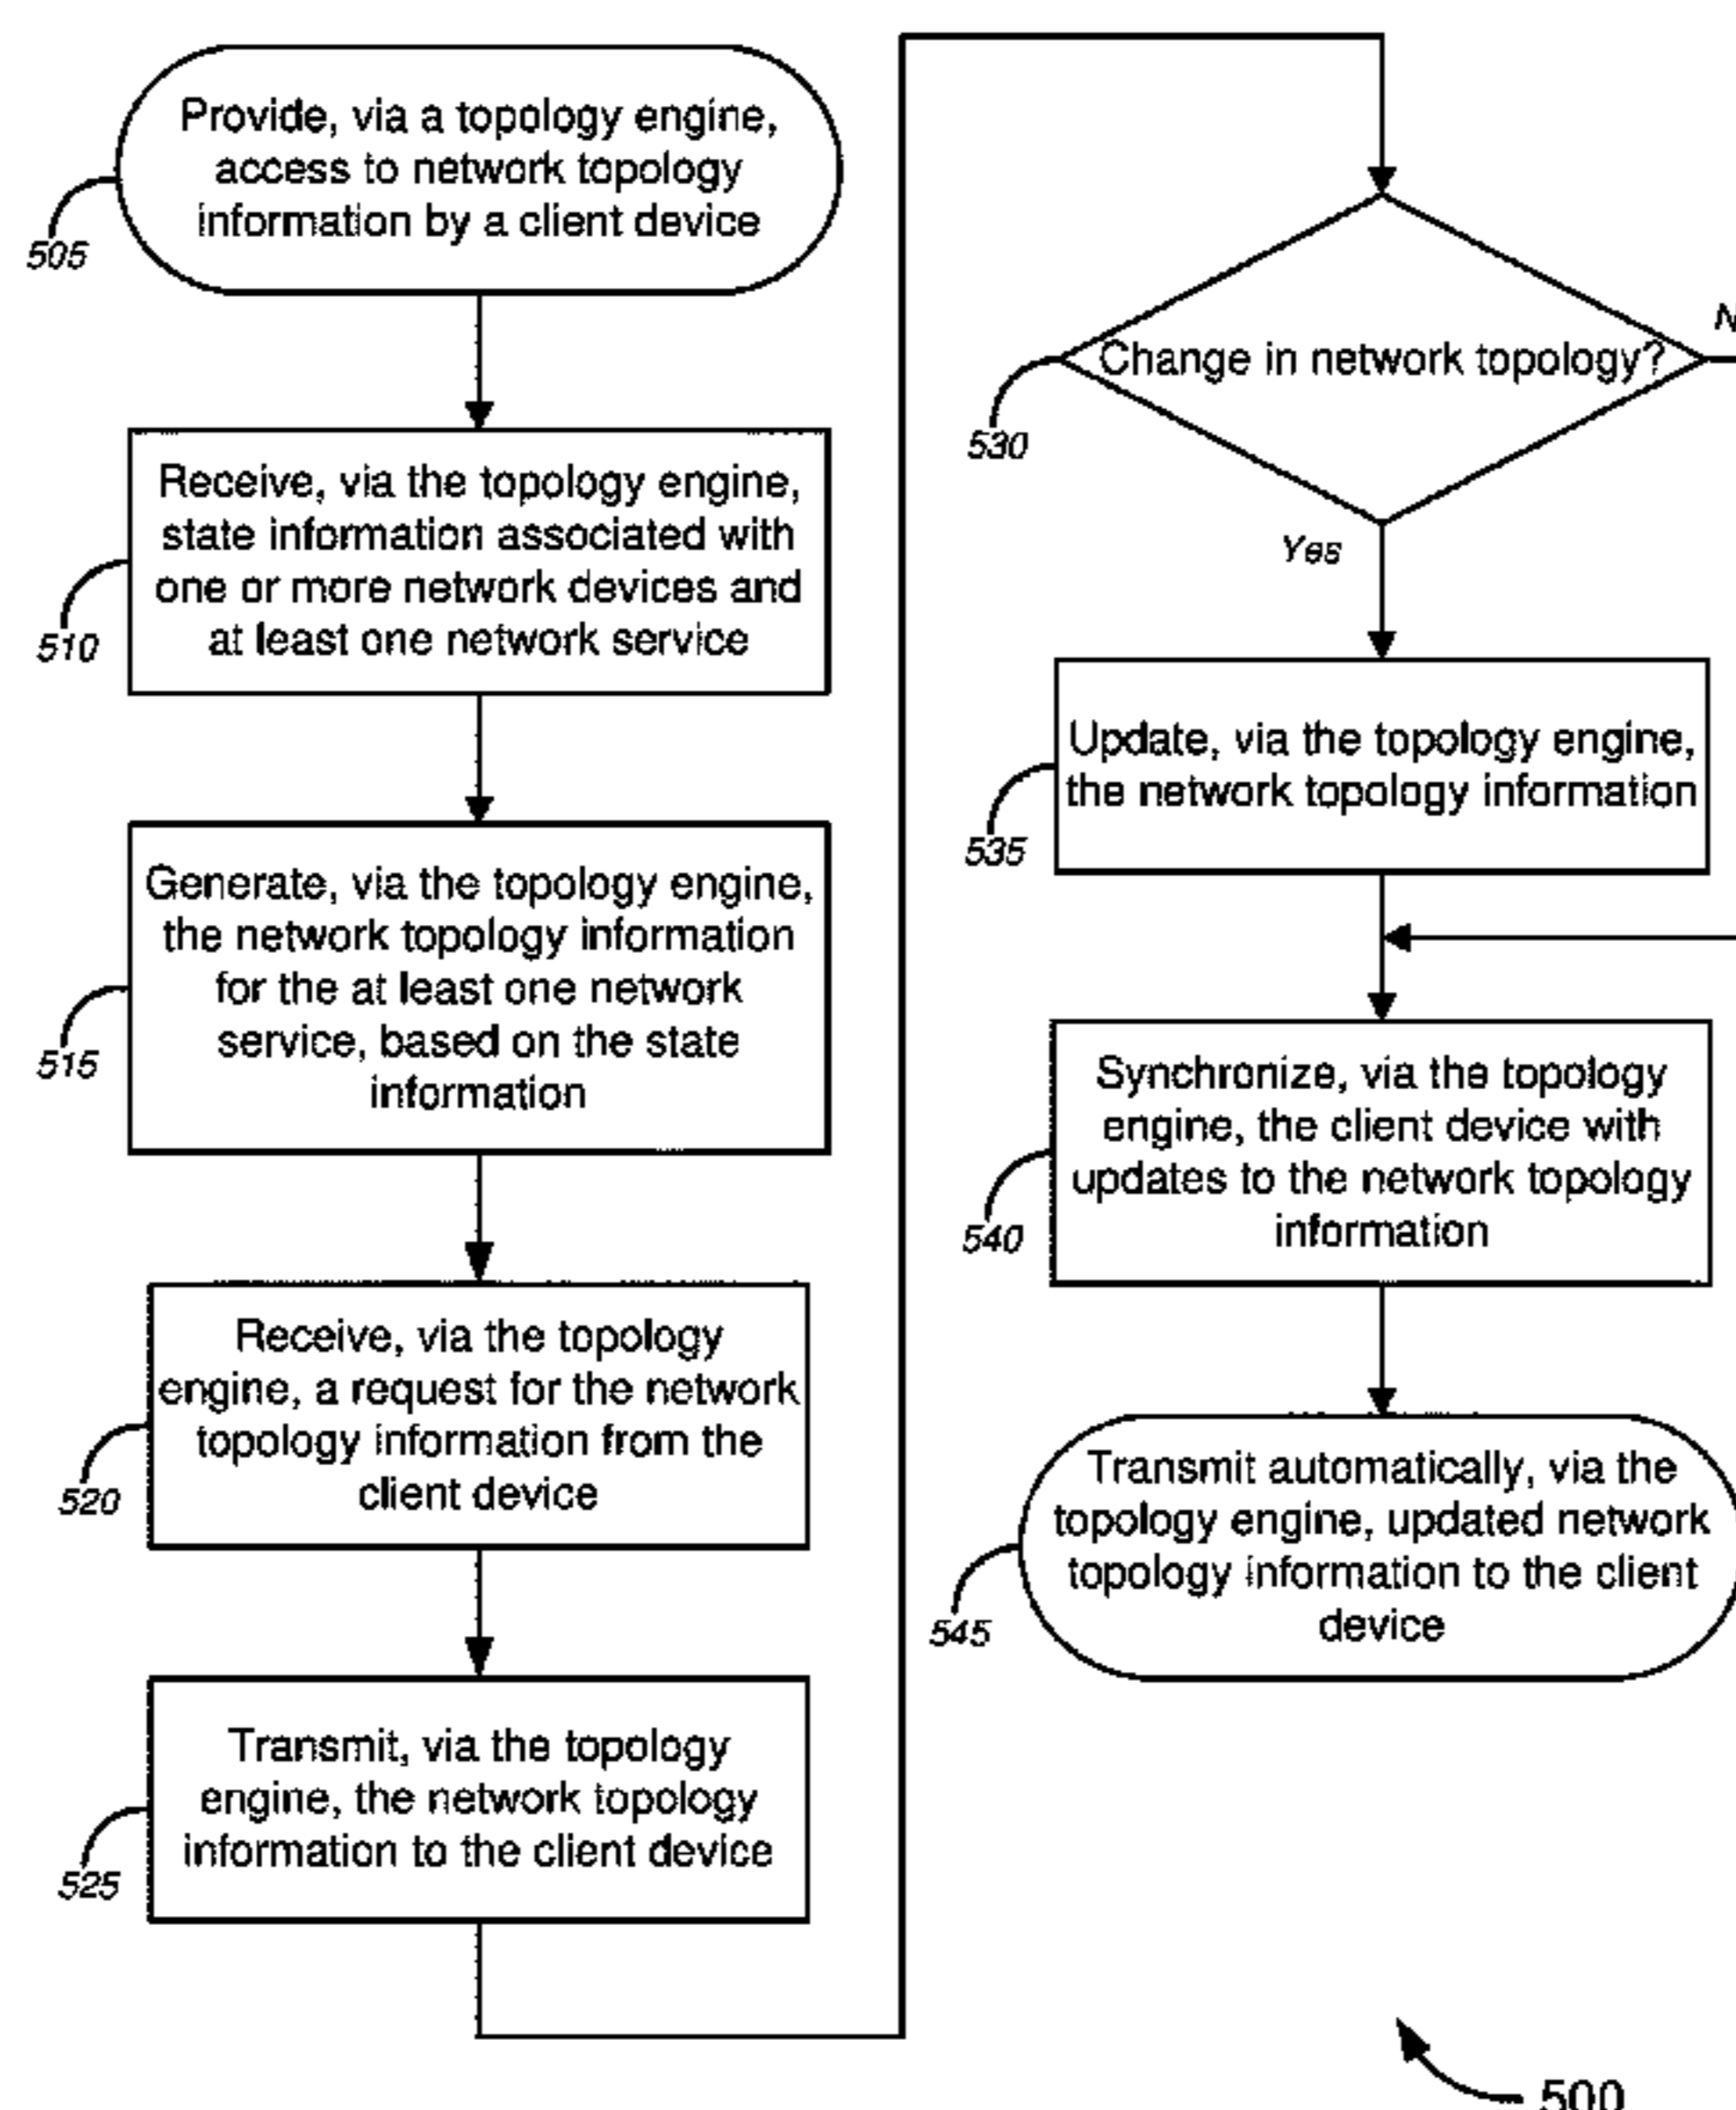 Provide, via a topology engine,
access to network topology
information by a client device
505
Receive, via the topology engine,
state information associated with
one or more network devices and
at least one network service
510
Generate, via the topology engine,
the network topology information
for the at least one network
service, based on the state
information
515
Receive, via the topology
engine, a request for the network
topology information from the
client device
520
Transmit, via the topology
engine, the network topology
information to the client device
525
Change in network topology?
530
Yes
Update, via the topology engine,
the network topology information
535
Synchronize, via the topology
engine, the client device with
updates to the network topology
information
540
Transmit automatically, via the
topology engine, updated network
topology information to the client
device
545
500